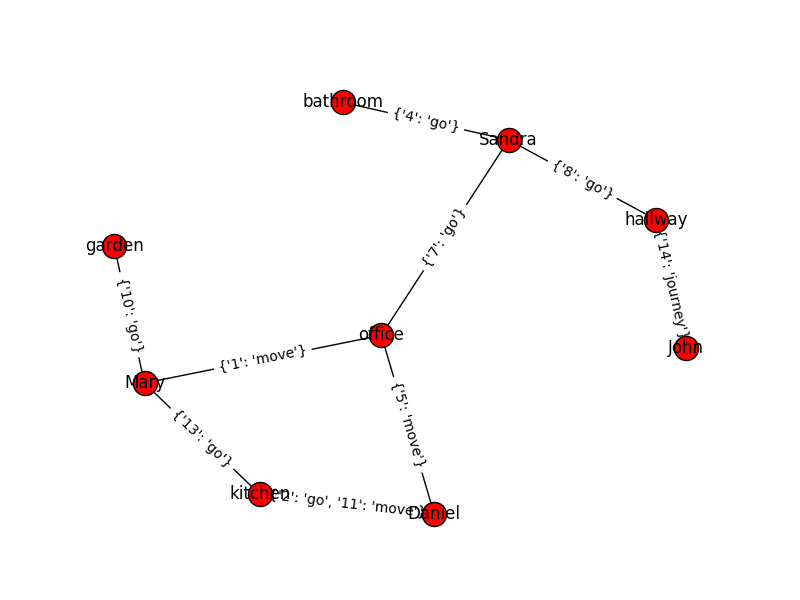 bathroom
{'4': 'go'}
Sandra
{'8': 'go'}
hallway
{'7': 'go'}
garden
{'14': 'journey'}
{'10': 'go'}
office
John
{'1': 'move'}
Mary
{'5': 'move'}
{'13': 'go'}
kitchen
{'2': 'go', '11': 'move'}
Daniel